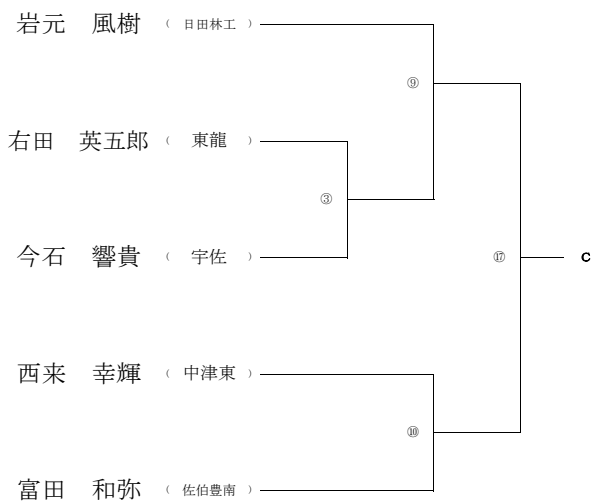 岩元　風樹 （ 日田林工 ）
⑨
右田　英五郎 （ 東龍 ）
③
今石　響貴 （ 宇佐 ）
⑰ C
西来　幸輝 （ 中津東 ）
⑩
富田　和弥 （ 佐伯豊南 ）